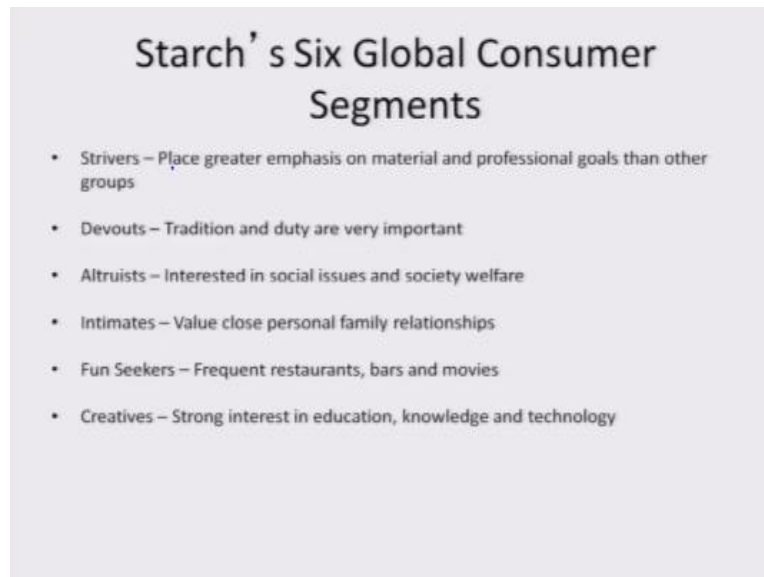 Starch’s Six Global Consumer
Segments
• Strivers – Place greater emphasis on material and professional goals than other
groups
• Devouts – Tradition and duty are very important
• Altruists – Interested in social issues and society welfare
• Intimates – Value close personal family relationships
• Fun Seekers – Frequent restaurants, bars and movies
• Creatives – Strong interest in education, knowledge and technology